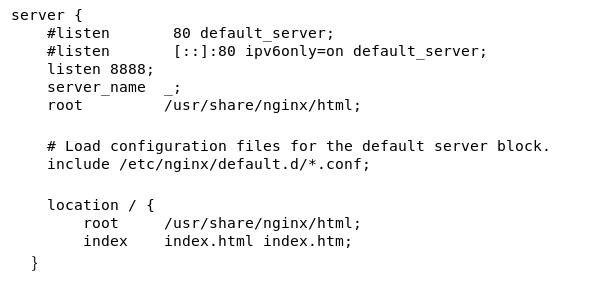 server {
    #listen       80 default_server;
    #listen       [::]:80 ipv6only=on default_server;
    listen 8888;
    server_name  _;
    root         /usr/share/nginx/html;

    # Load configuration files for the default server block.
    include /etc/nginx/default.d/*.conf;

    location / {
        root     /usr/share/nginx/html;
        index    index.html index.htm;
  }